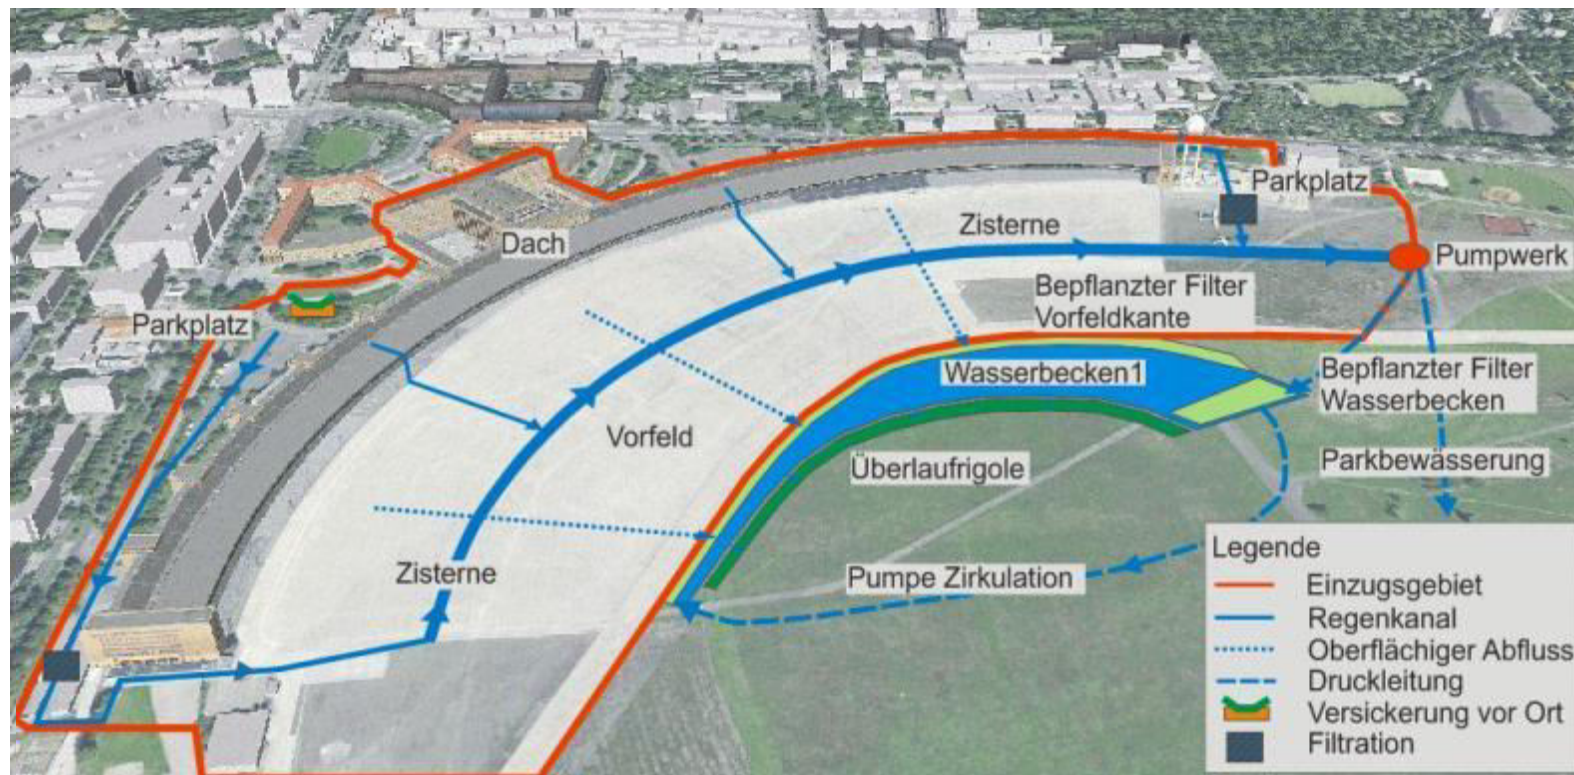 Parkplatz
Zisterne
Dach
Pumpwerk
Bepflanzter Filter
Vorfeldkante
Parkplatz
Wasserbecken1
Bepflanzter Filter
Wasserbecken
Vorfeld
Überlaufrigole
Parkbewässerung
Zisterne
Pumpe Zirkulation
Legende
Einzugsgebiet
Regenkanal
Oberflächiger Abfluss
Druckleitung
Versickerung vor Ort
Filtration